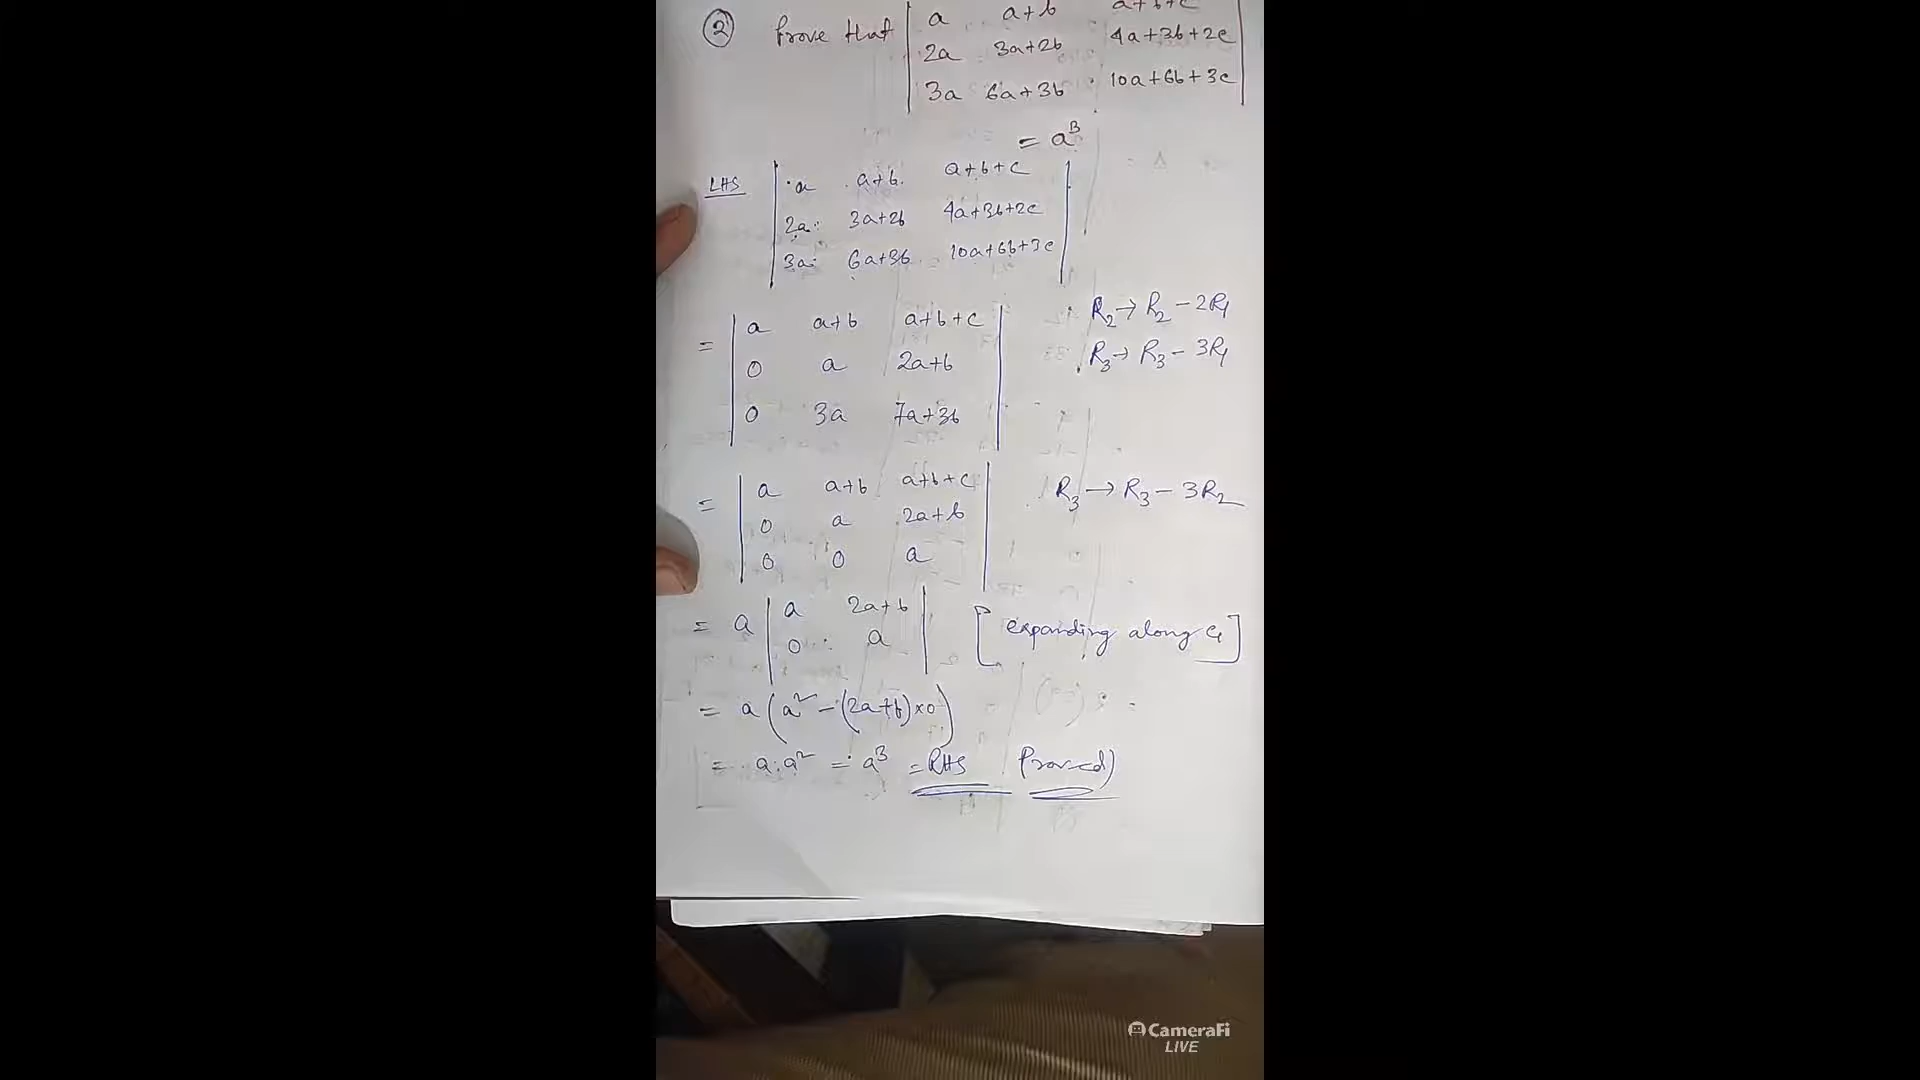 ② Prove that | a a+b a+b+c |
| 2a 3a+2b 4a+3b+2c |
| 3a 6a+3b 10a+6b+3c |
= a³
LHS | a a+b a+b+c |
| 2a 3a+2b 4a+3b+2c |
| 3a 6a+3b 10a+6b+3c |
= | a a+b a+b+c | R₂→ R₂ - 2R₁
| 0 a 2a+b | R₃→ R₃ - 3R₁
| 0 3a 7a+3b |
= | a a+b a+b+c | R₃ → R₃ - 3R₂
| 0 a 2a+b |
| 0 0 a |
= a | a 2a+b | [expanding along c₁]
| 0 a |
= a(a² - (2a+b)×0)
= a.a² = a³ = RHS (Proved)
CameraFi
LIVE